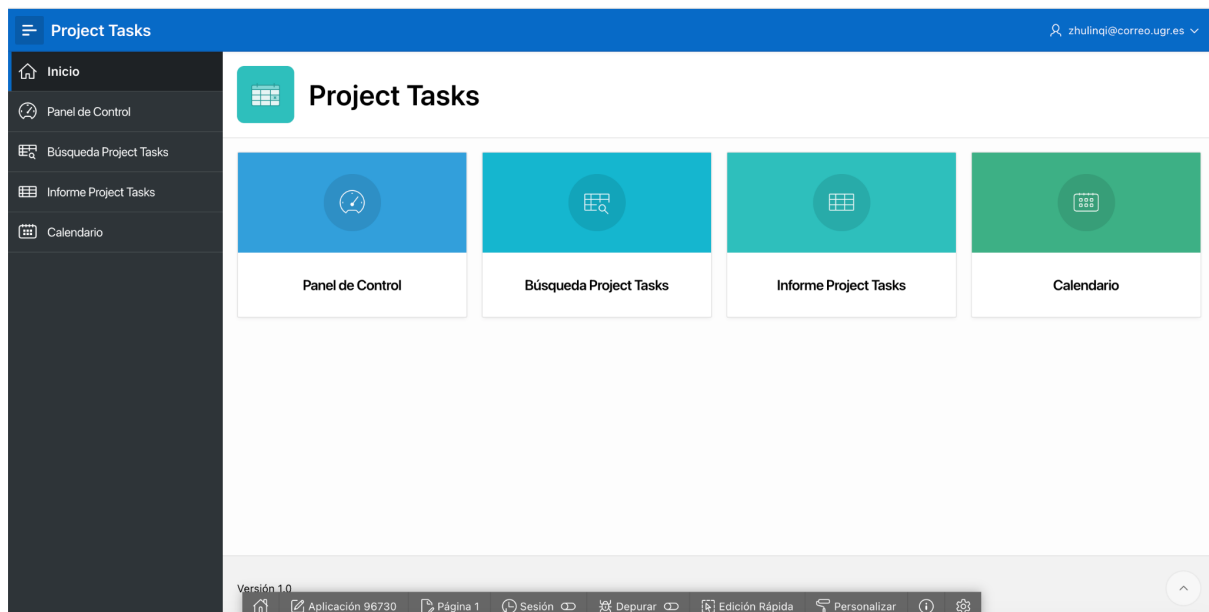 Project Tasks
zhulinqi@correo.ugr.es
Inicio
Panel de Control
Búsqueda Project Tasks
Informe Project Tasks
Calendario
Project Tasks
Panel de Control
Búsqueda Project Tasks
Informe Project Tasks
Calendario
Versión 1.0
Aplicación 96730 Página 1 Sesión Depurar Edición Rápida Personalizar